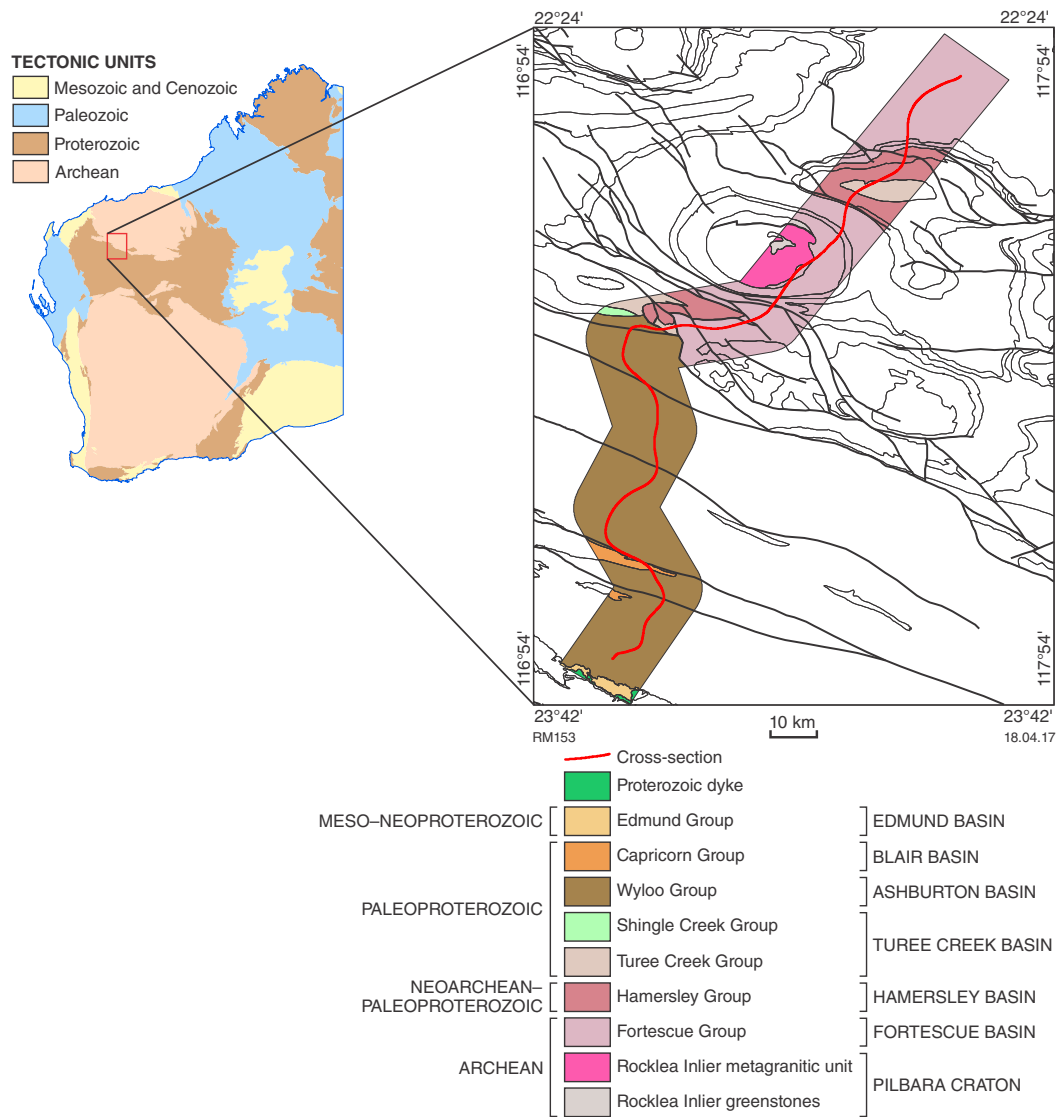 TECTONIC UNITS
Mesozoic and Cenozoic
Paleozoic
Proterozoic
Archean
22°24'
22°24'
116°54'
117°54'
116°54'
117°54'
23°42'
23°42'
RM153
10 km
18.04.17
Cross-section
Proterozoic dyke
MESO–NEOPROTEROZOIC
Edmund Group
EDMUND BASIN
Capricorn Group
BLAIR BASIN
PALEOPROTEROZOIC
Wyloo Group
ASHBURTON BASIN
Shingle Creek Group
TUREE CREEK BASIN
Turee Creek Group
NEOARCHEAN–
PALEOPROTEROZOIC
Hamersley Group
HAMERSLEY BASIN
Fortescue Group
FORTESCUE BASIN
ARCHEAN
Rocklea Inlier metagranitic unit
PILBARA CRATON
Rocklea Inlier greenstones